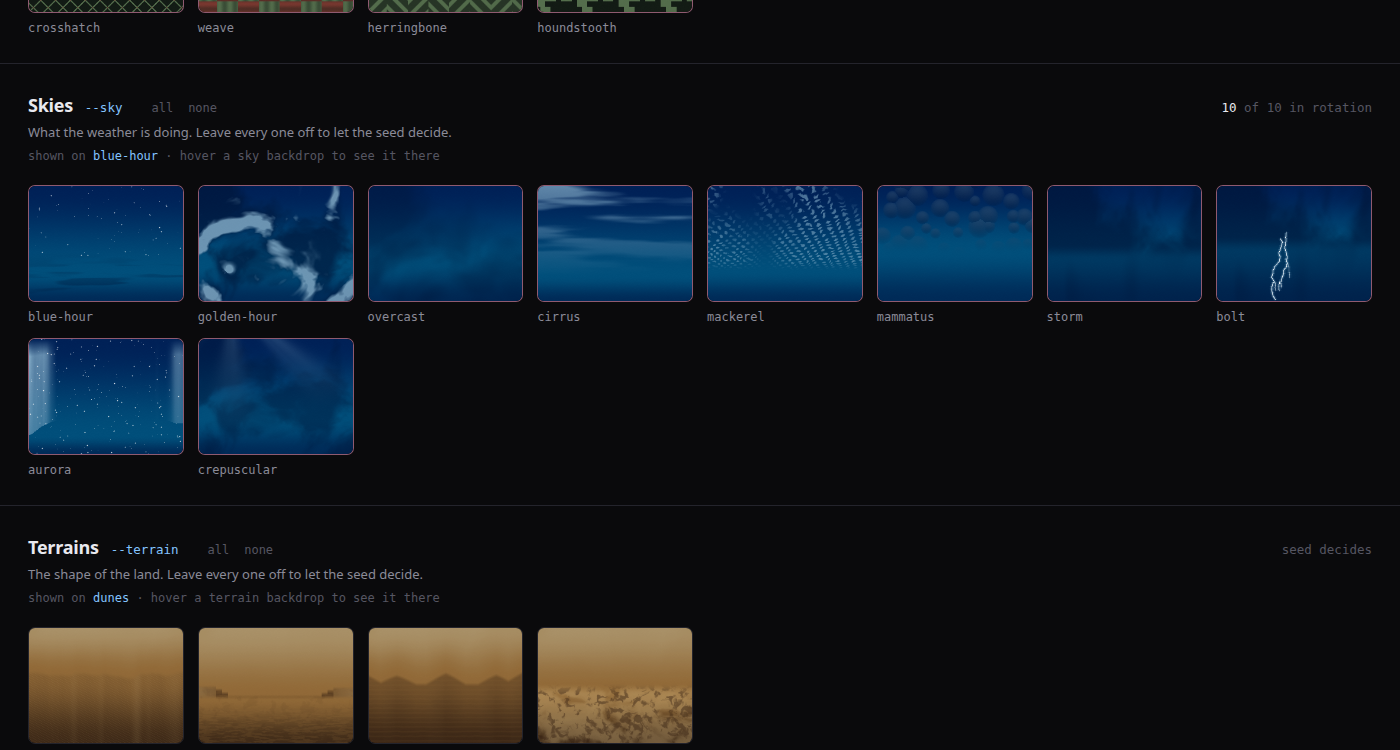 crosshatch weave herringbone houndstooth
Skies --sky all none 10 of 10 in rotation
What the weather is doing. Leave every one off to let the seed decide.
shown on blue-hour · hover a sky backdrop to see it there
blue-hour golden-hour overcast cirrus mackerel mammatus storm bolt
aurora crepuscular
Terrains --terrain all none seed decides
The shape of the land. Leave every one off to let the seed decide.
shown on dunes · hover a terrain backdrop to see it there